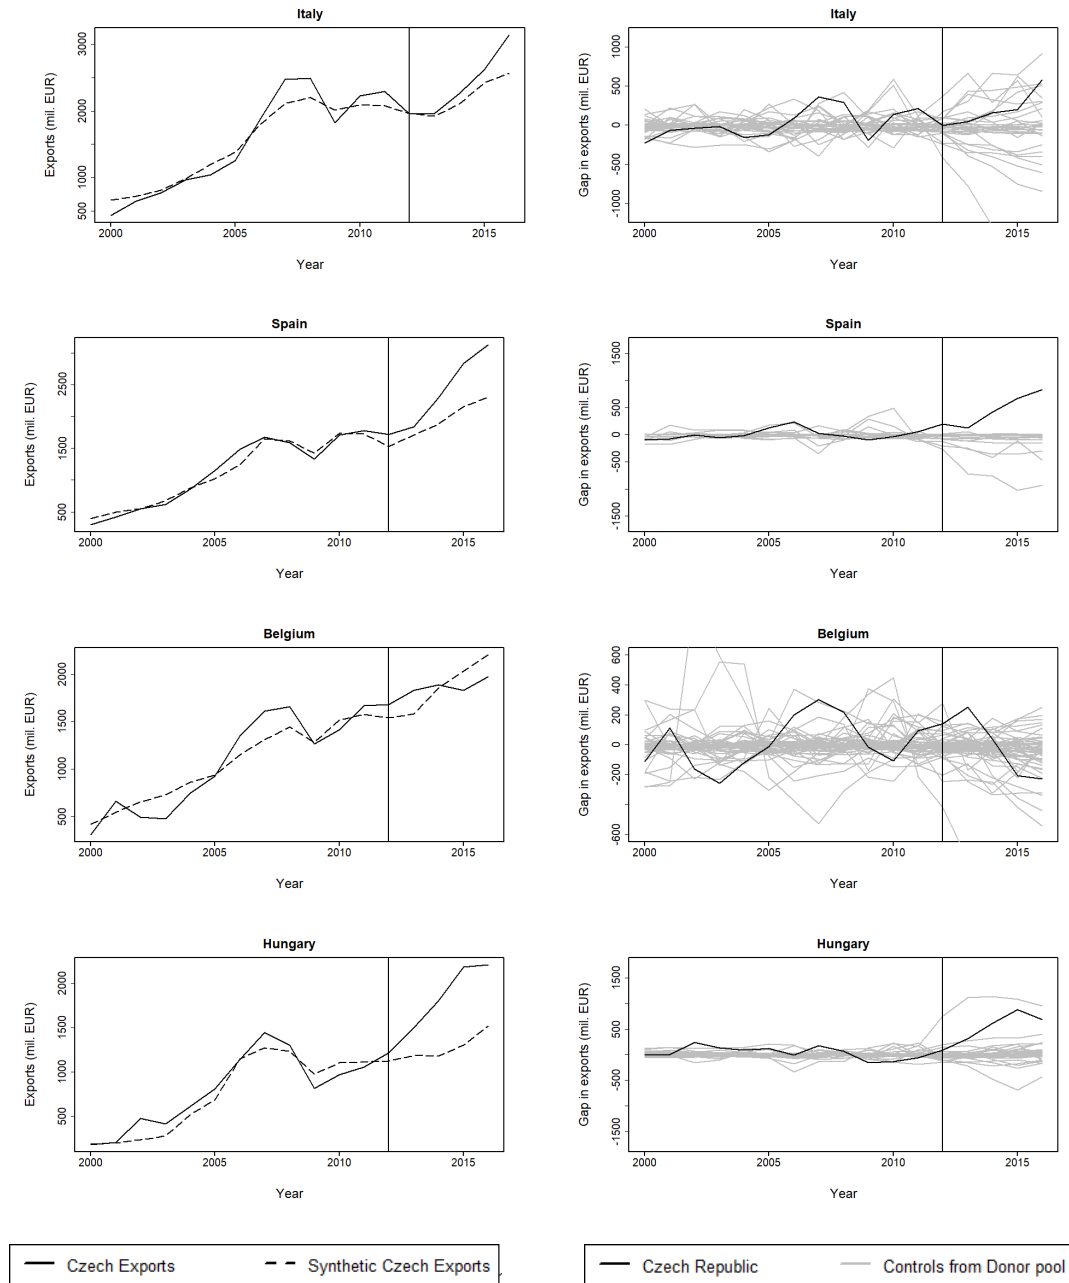 Italy
Exports (mil. EUR)
500
1000
2000
3000
2000
2005
2010
2015
Year
Italy
Gap in exports (mil. EUR)
-1000
-500
0
500
1000
2000
2005
2010
2015
Year
Spain
Exports (mil. EUR)
500
1500
2500
2000
2005
2010
2015
Year
Spain
Gap in exports (mil. EUR)
-1500
-500
0
500
1500
2000
2005
2010
2015
Year
Belgium
Exports (mil. EUR)
500
1000
1500
2000
2000
2005
2010
2015
Year
Belgium
Gap in exports (mil. EUR)
-600
-200
0
200
400
600
2000
2005
2010
2015
Year
Hungary
Exports (mil. EUR)
500
1000
1500
2000
2000
2005
2010
2015
Year
Hungary
Gap in exports (mil. EUR)
-1500
-500
0
500
1500
2000
2005
2010
2015
Year
Czech Exports
Synthetic Czech Exports
Czech Republic
Controls from Donor pool